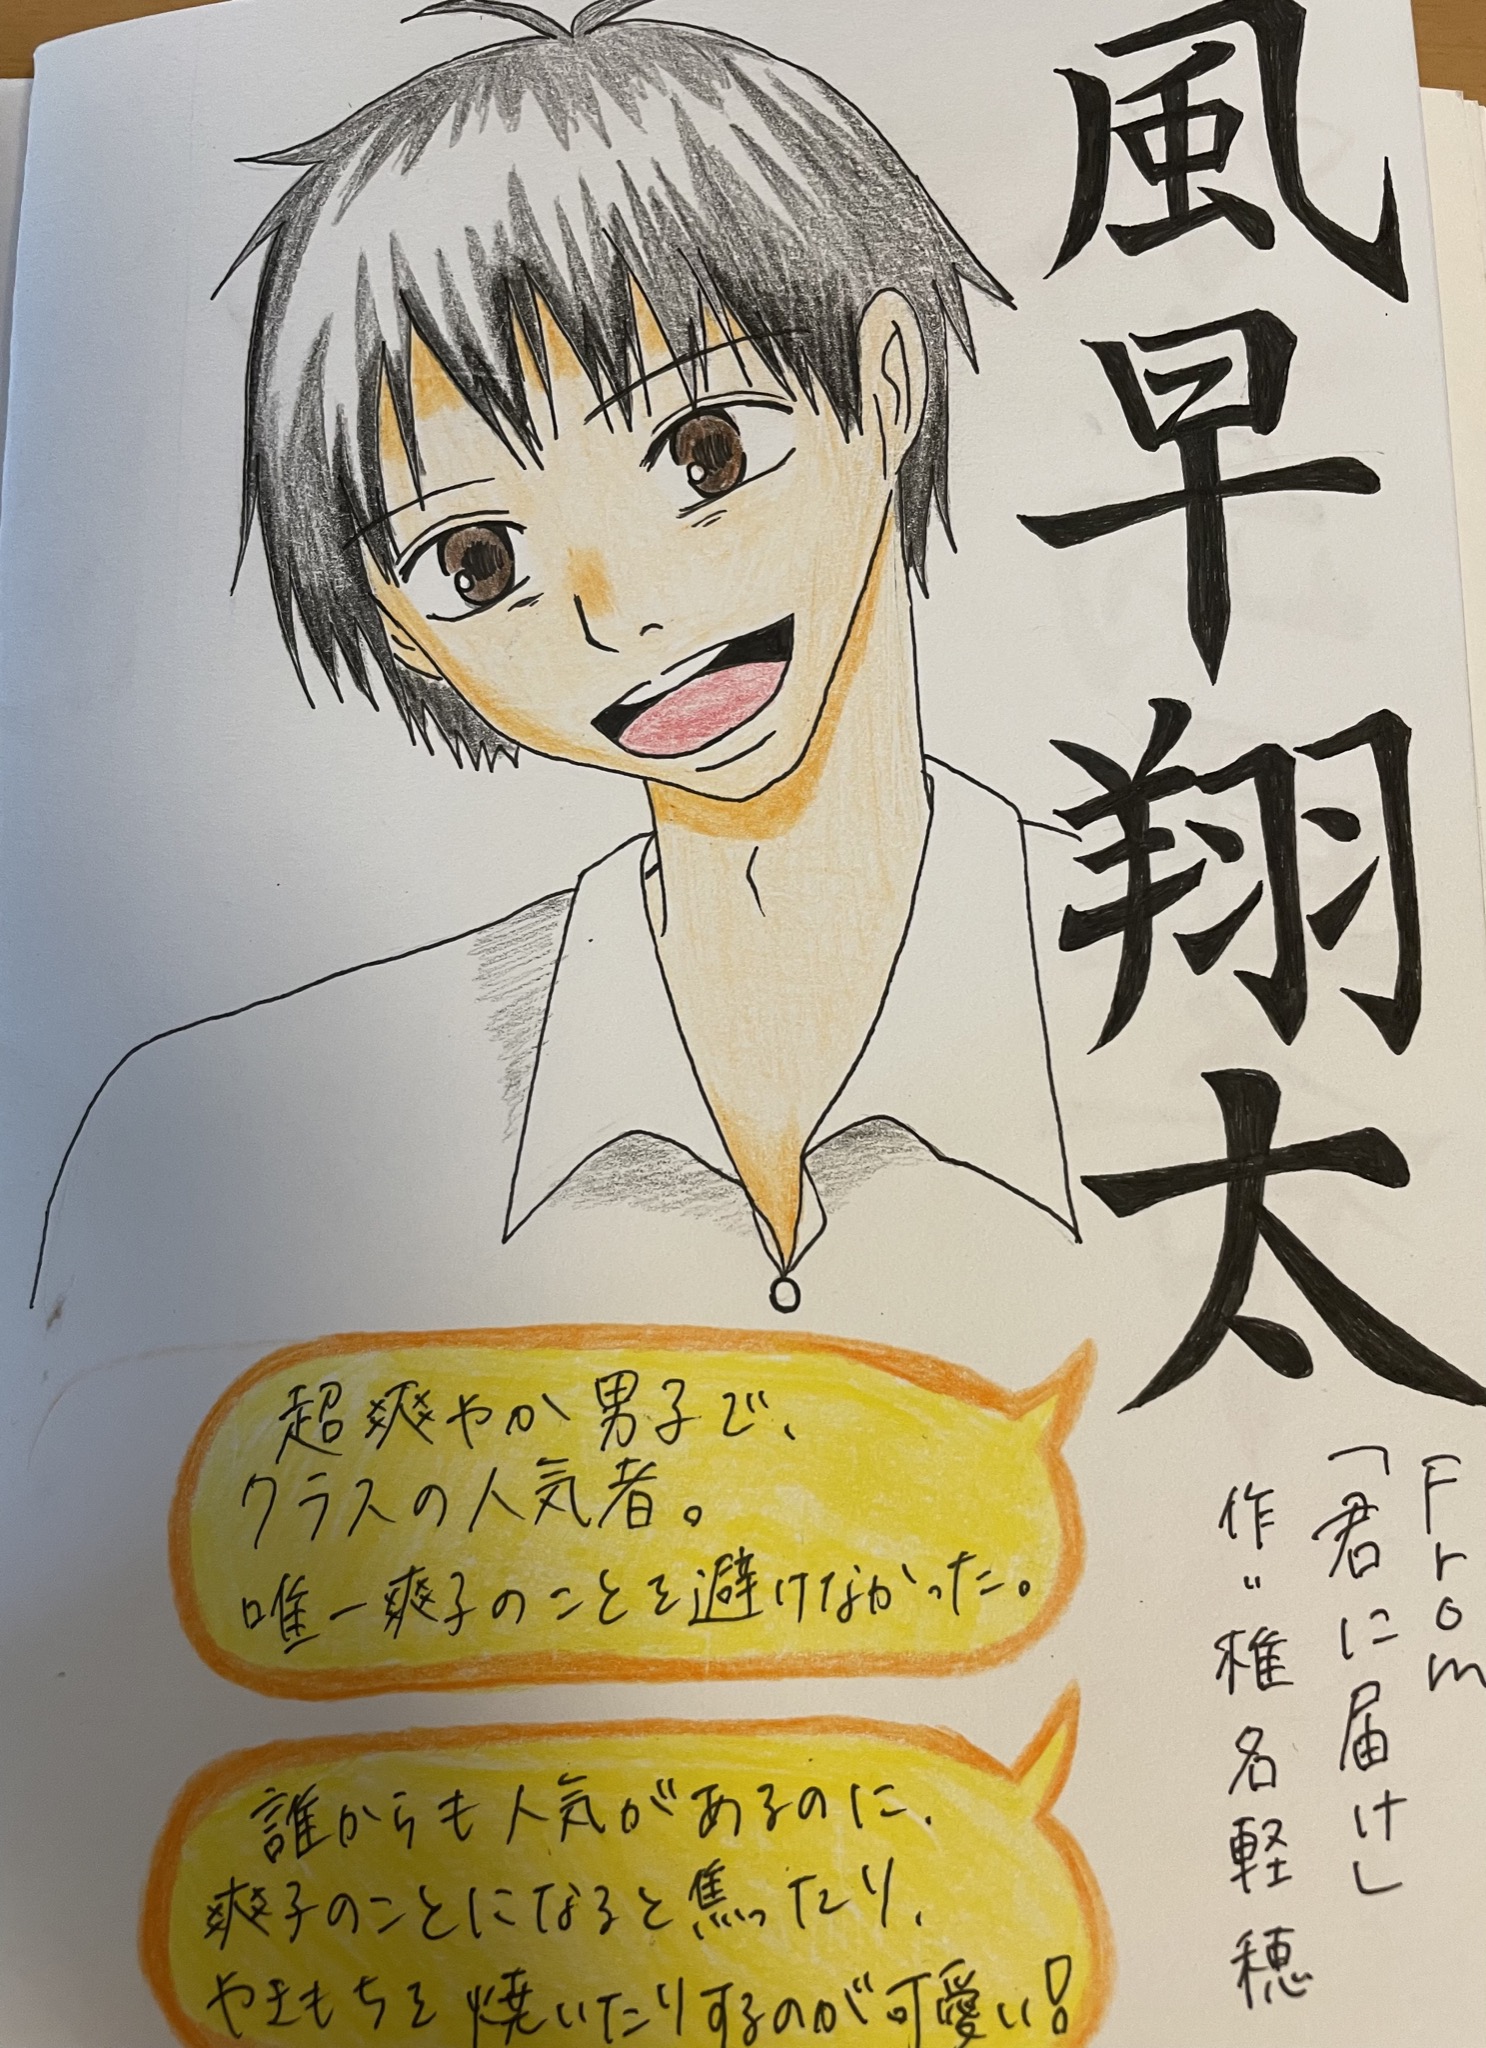 風早翔太
From
「君に届け」
作:椎名軽穂
超爽やか男子で、
クラスの人気者。
唯一爽子のことを避けなかった。
誰からも人気があるのに、
爽子のことになると焦ったり、
やきもちを焼いたりするのが可愛い!